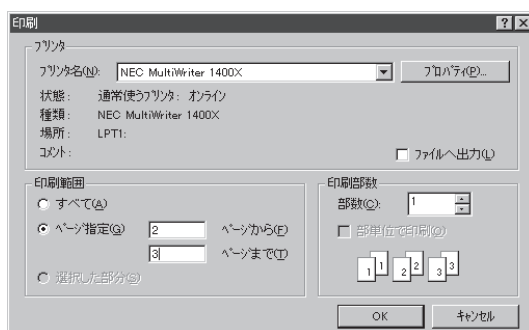 印刷
プリンタ
プリンタ名(N): NEC MultiWriter 1400X プロパティ(P)...
状態: 通常使うプリンタ: オンライン
種類: NEC MultiWriter 1400X
場所: LPT1:
コメント: ファイルへ出力(L)
印刷範囲
すべて(A)
ページ指定(G) 2 ページから(F)
3 ページまで(T)
選択した部分(S)
印刷部数
部数(C): 1
部単位で印刷(O)
1 1 2 2 3 3
OK キャンセル